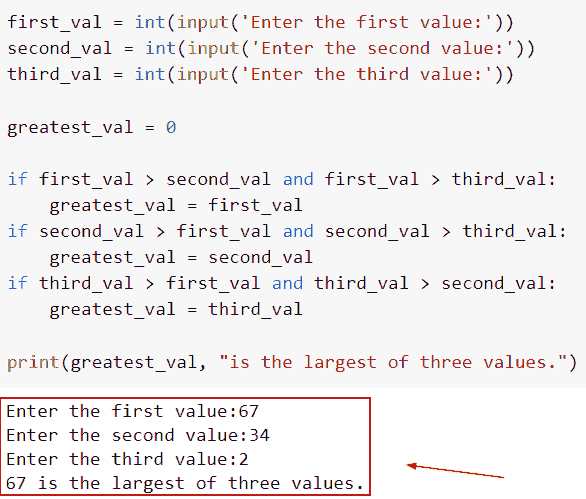 first_val = int(input('Enter the first value:'))
second_val = int(input('Enter the second value:'))
third_val = int(input('Enter the third value:'))

greatest_val = 0

if first_val > second_val and first_val > third_val:
    greatest_val = first_val
if second_val > first_val and second_val > third_val:
    greatest_val = second_val
if third_val > first_val and third_val > second_val:
    greatest_val = third_val

print(greatest_val, "is the largest of three values.")
Enter the first value:67
Enter the second value:34
Enter the third value:2
67 is the largest of three values.